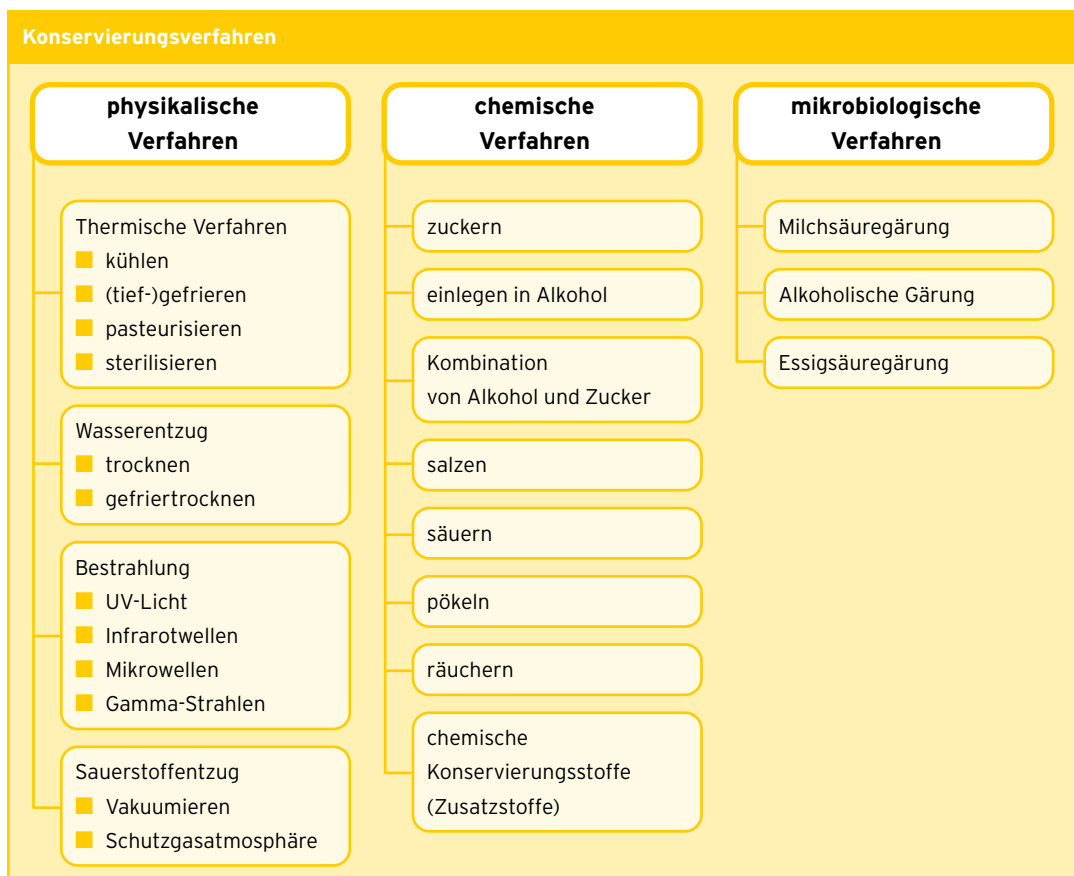 Konservierungsverfahren
physikalische
Verfahren
Thermische Verfahren
kühlen
(tief-)gefrieren
pasteurisieren
sterilisieren
Wasserentzug
trocknen
gefriertrocknen
Bestrahlung
UV-Licht
Infrarotwellen
Mikrowellen
Gamma-Strahlen
Sauerstoffentzug
Vakuumieren
Schutzgasatmosphäre
chemische
Verfahren
zuckern
einlegen in Alkohol
Kombination
von Alkohol und Zucker
salzen
säuern
pökeln
räuchern
chemische
Konservierungsstoffe
(Zusatzstoffe)
mikrobiologische
Verfahren
Milchsäuregärung
Alkoholische Gärung
Essigsäuregärung